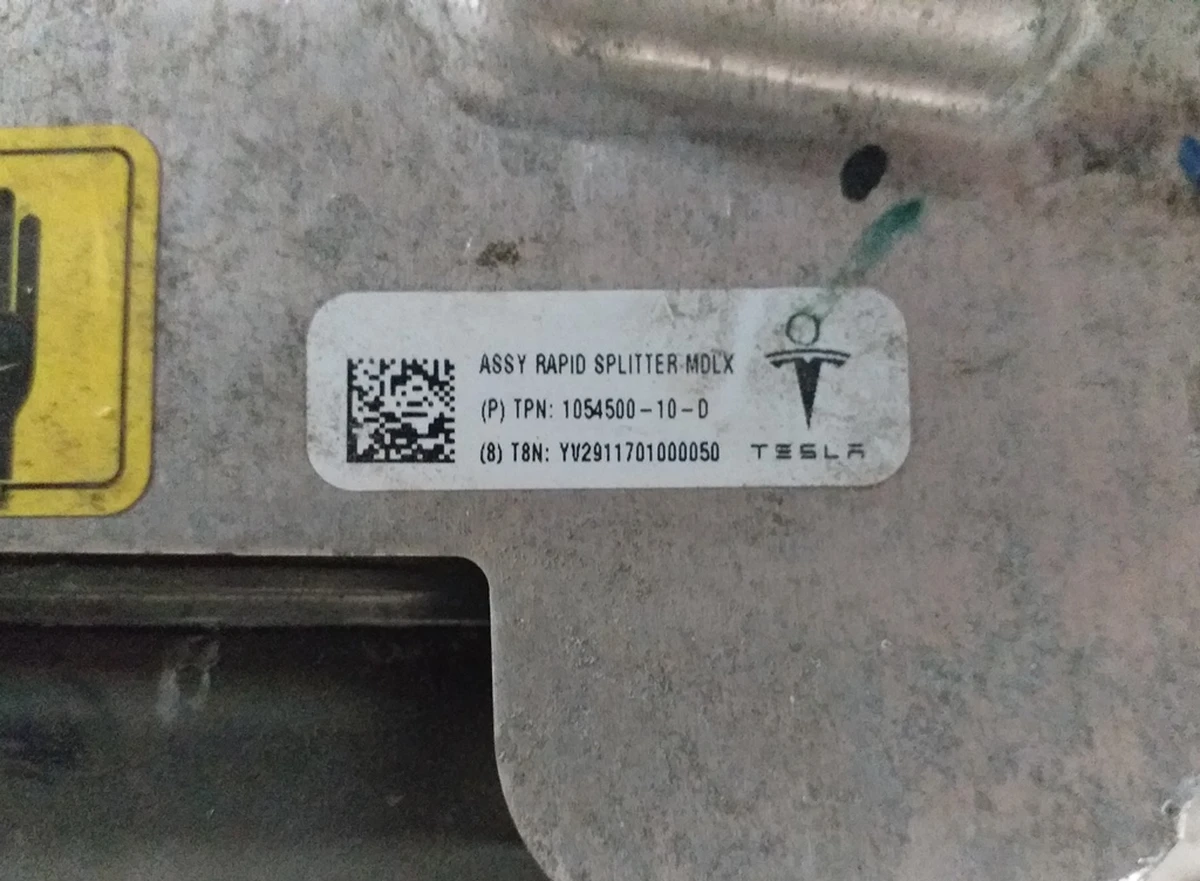 ASSY RAPID SPLITTER MDLX
(P) TPN: 1054500-10-D
(8) T8N: YV2911701000050
TESLA